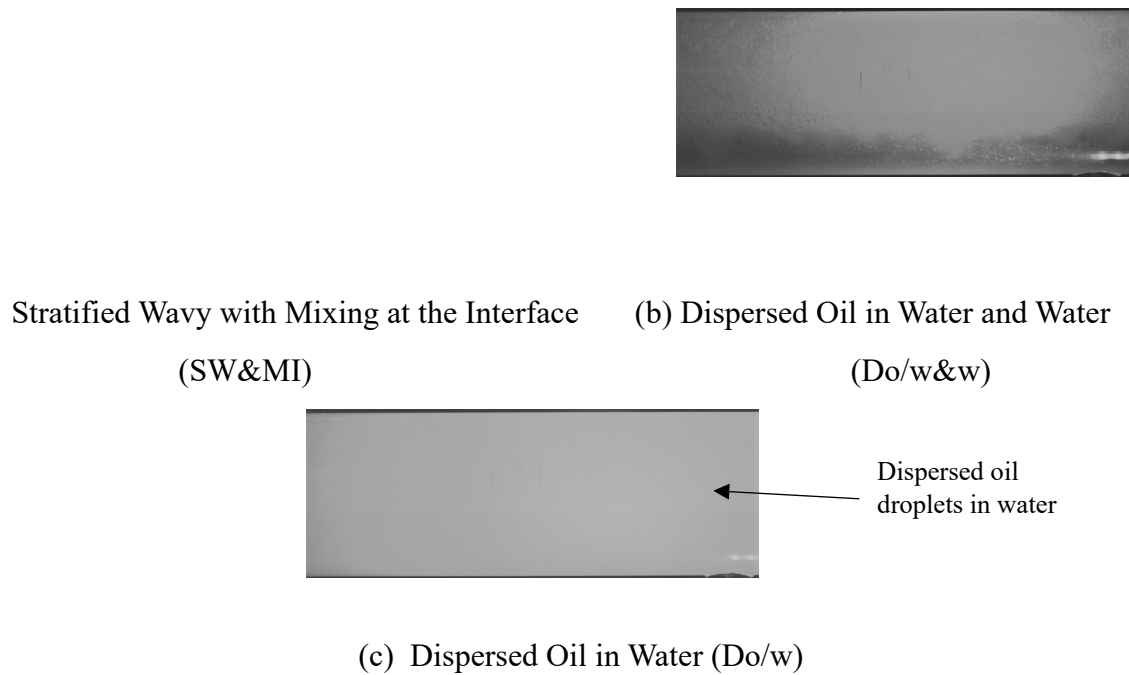 Stratified Wavy with Mixing at the Interface
(SW&MI)
(b) Dispersed Oil in Water and Water
(Do/w&w)
Dispersed oil
droplets in water
(c) Dispersed Oil in Water (Do/w)